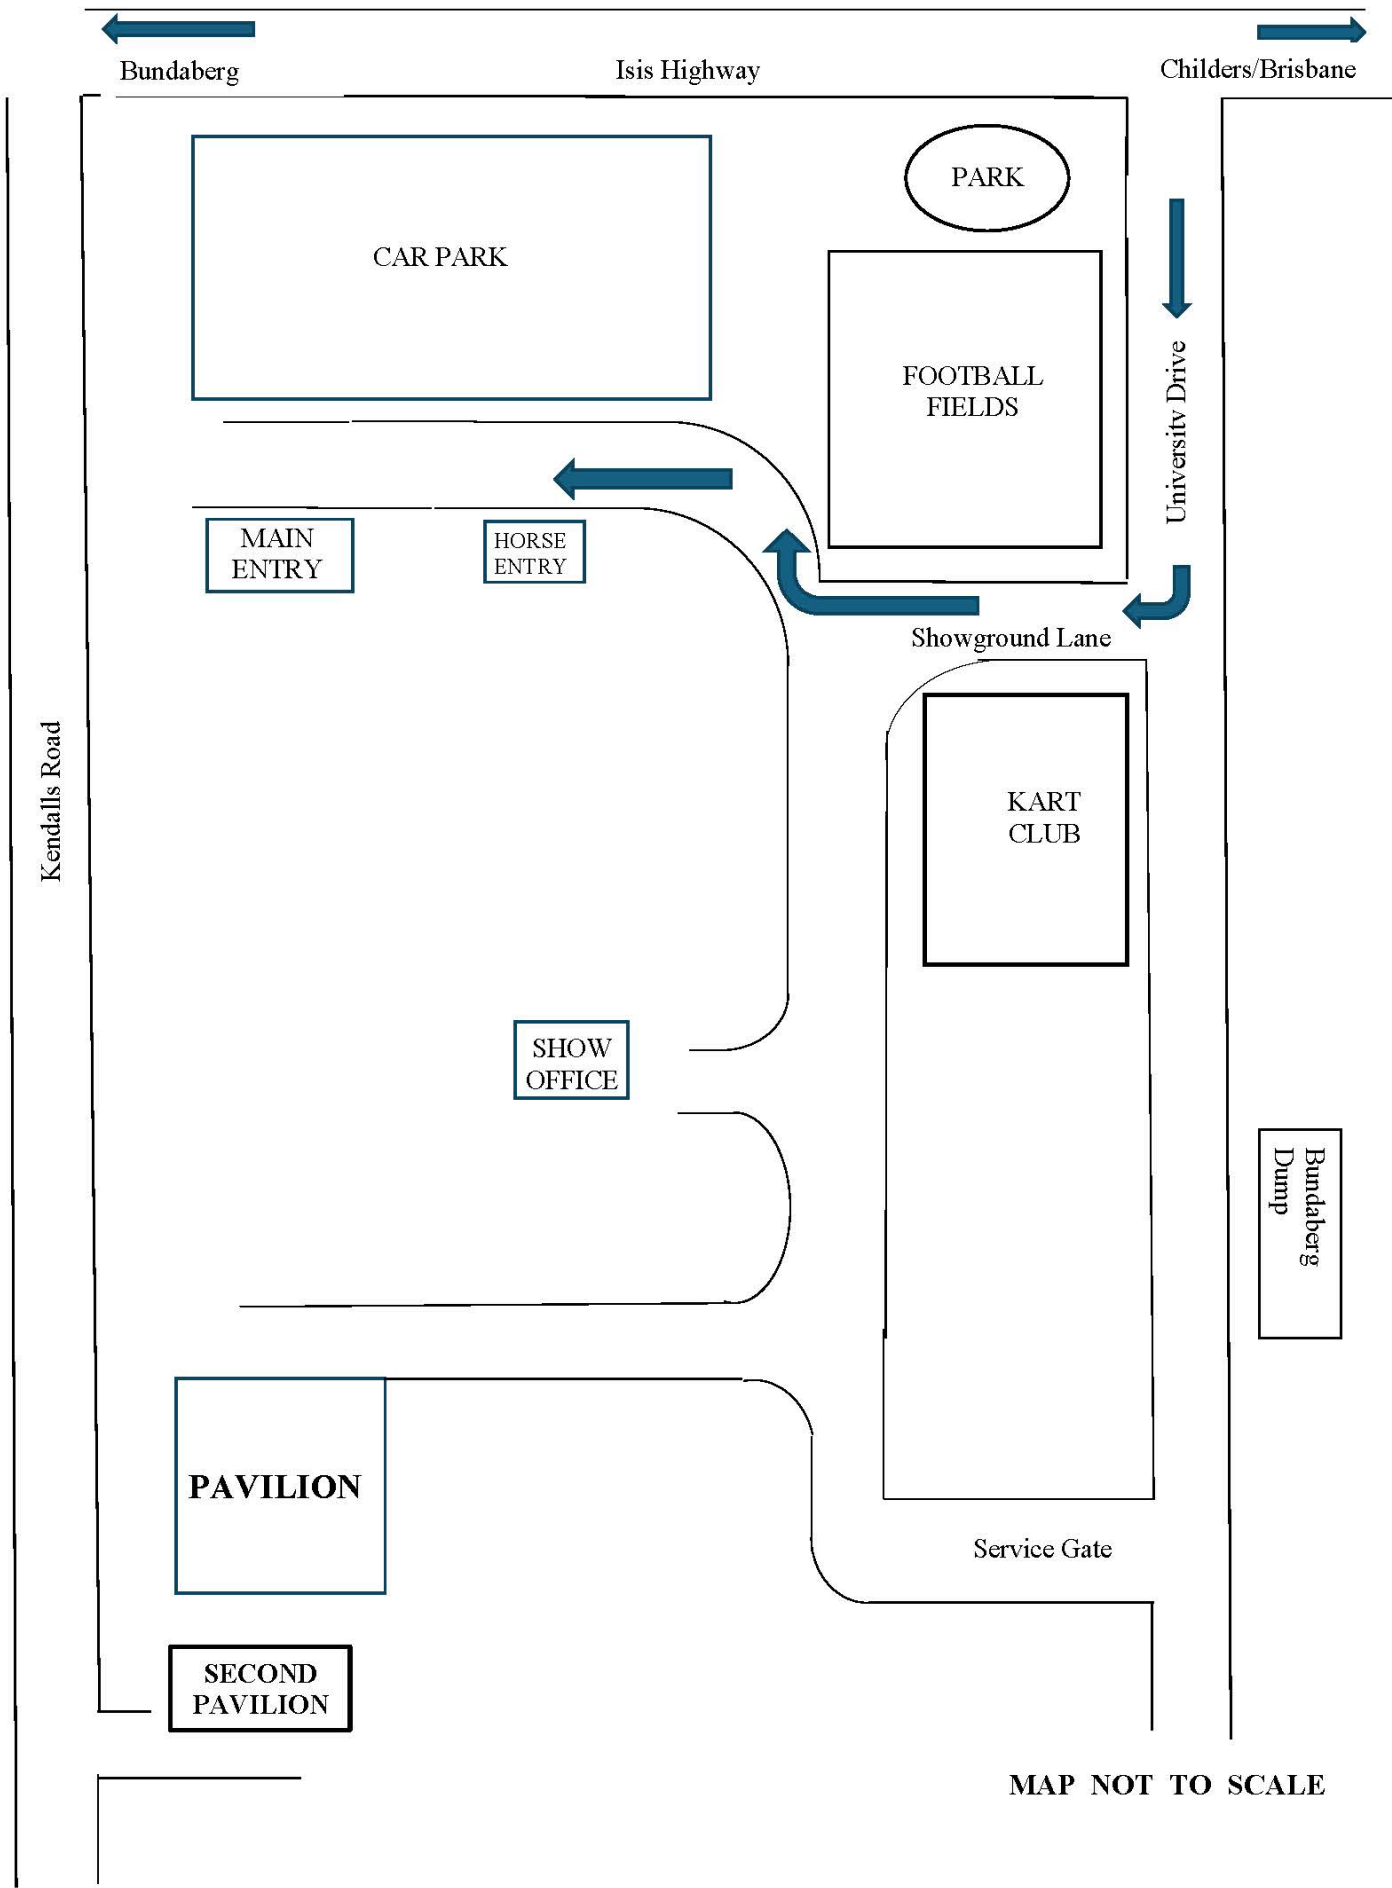 Bundaberg
Isis Highway
Childers/Brisbane
PARK
CAR PARK
FOOTBALL
FIELDS
University Drive
MAIN
ENTRY
HORSE
ENTRY
Showground Lane
Kendalls Road
KART
CLUB
SHOW
OFFICE
Bundaberg
Dump
PAVILION
Service Gate
SECOND
PAVILION
MAP NOT TO SCALE